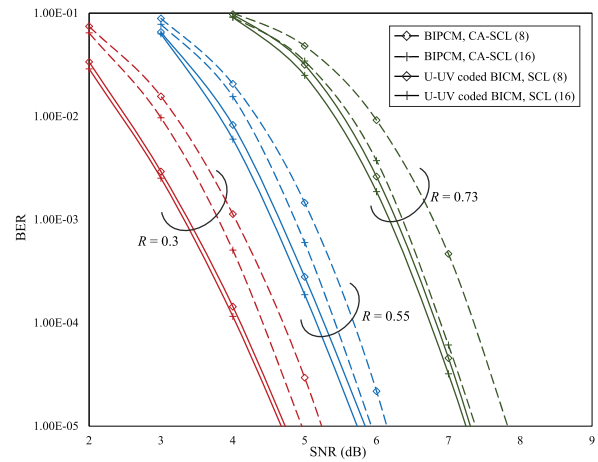 1.00E-01
1.00E-02
1.00E-03
1.00E-04
1.00E-05
BER
BIPCM, CA-SCL (8)
BIPCM, CA-SCL (16)
U-UV coded BICM, SCL (8)
U-UV coded BICM, SCL (16)
R = 0.3
R = 0.55
R = 0.73
2 3 4 5 6 7 8 9
SNR (dB)